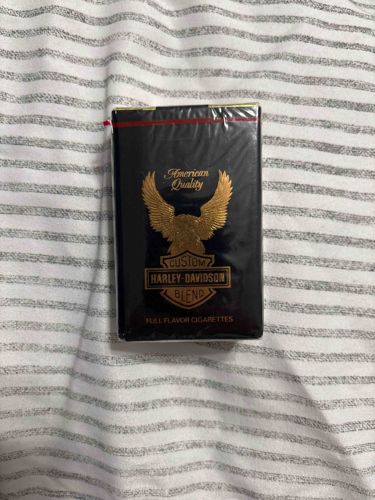 American
Quality
CUSTOM
HARLEY-DAVIDSON
BLEND
FULL FLAVOR CIGARETTES